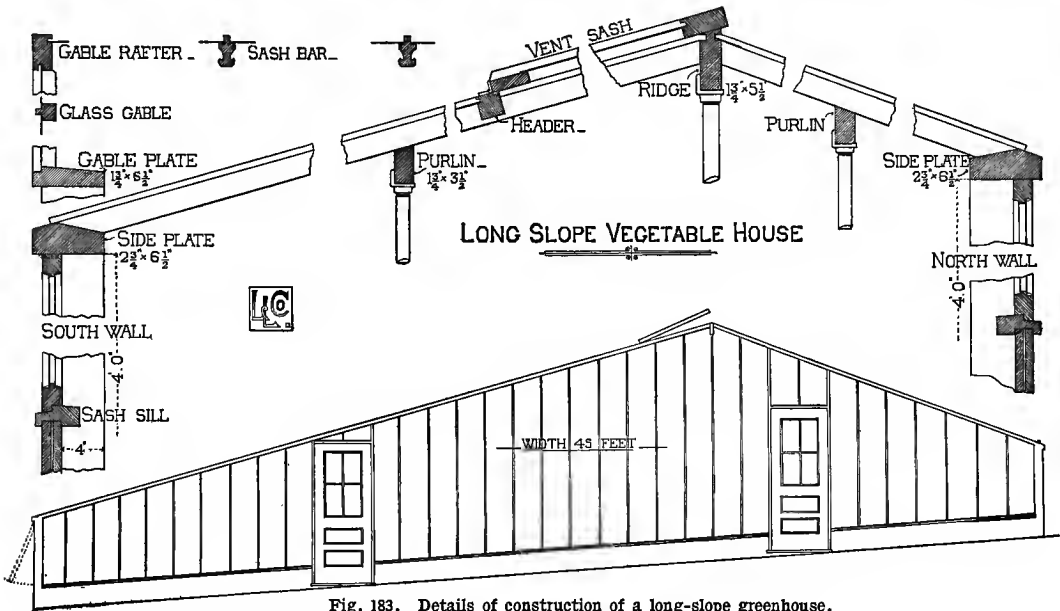 GABLE RAFTER
SASH BAR
GLASS GABLE
GABLE PLATE
1¾" × 6½"
VENT SASH
RIDGE
1¾" × 5½"
HEADER
PURLIN
1¾" × 3½"
PURLIN
SIDE PLATE
2¾" × 6½"
SIDE PLATE
2¾" × 6½"
LONG SLOPE VEGETABLE HOUSE
NORTH WALL
4'.0"
SOUTH WALL
4'.0"
SASH SILL
4"
WIDTH 45 FEET
Fig. 183. Details of construction of a long-slope greenhouse.